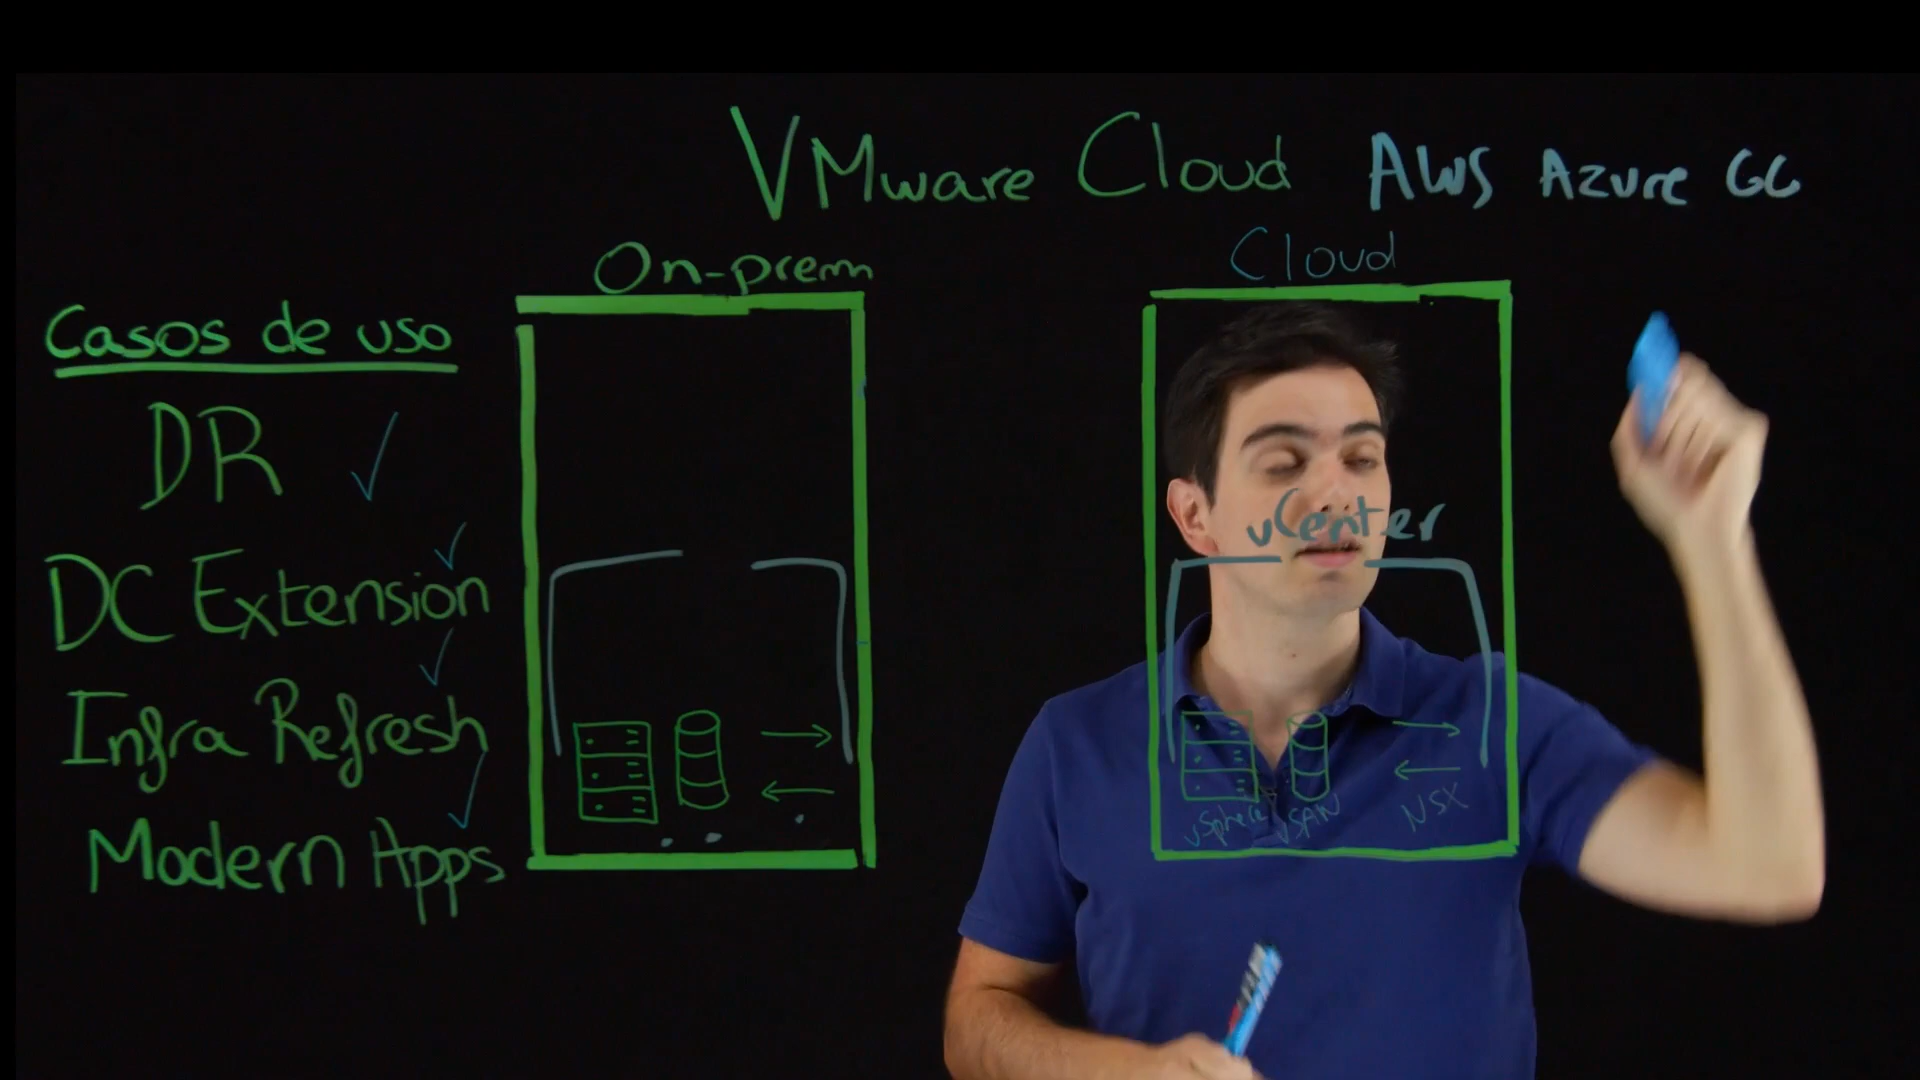 VMware Cloud AWS Azure GC
On-prem
Cloud
Casos de uso
DR
DC Extension
Infra Refresh
Modern Apps
vCenter
vSphere vSAN NSX